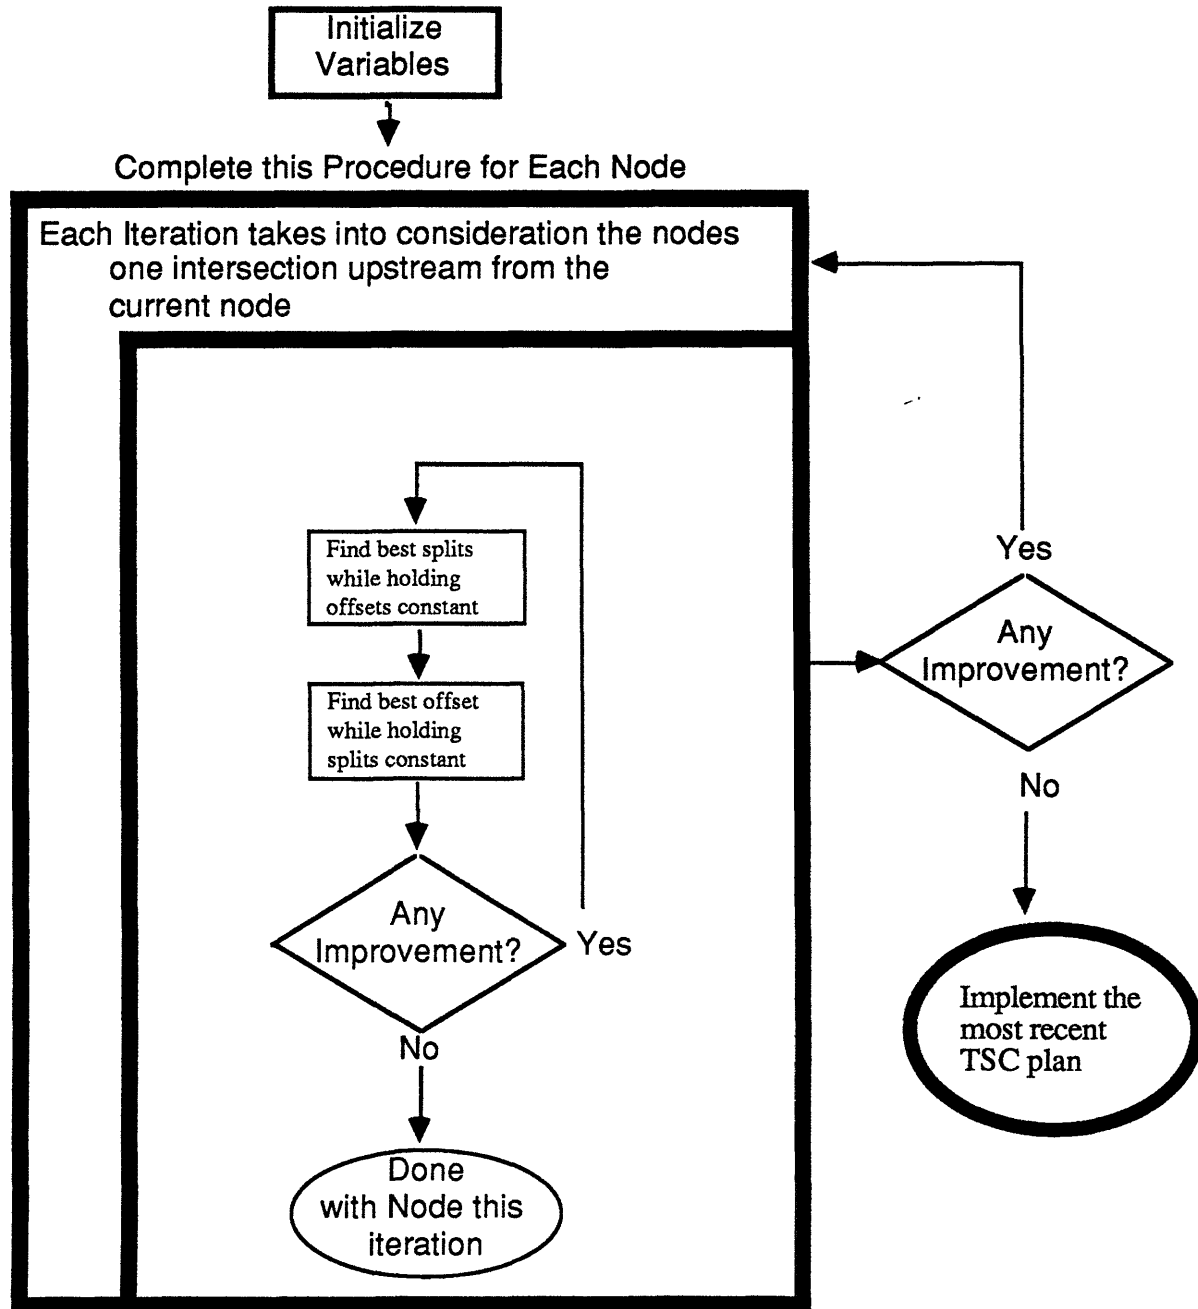 Initialize
Variables
Complete this Procedure for Each Node
Each Iteration takes into consideration the nodes
one intersection upstream from the
current node
Find best splits
while holding
offsets constant
Find best offset
while holding
splits constant
Any
Improvement?
Yes
No
Done
with Node this
iteration
Yes
Any
Improvement?
No
Implement the
most recent
TSC plan